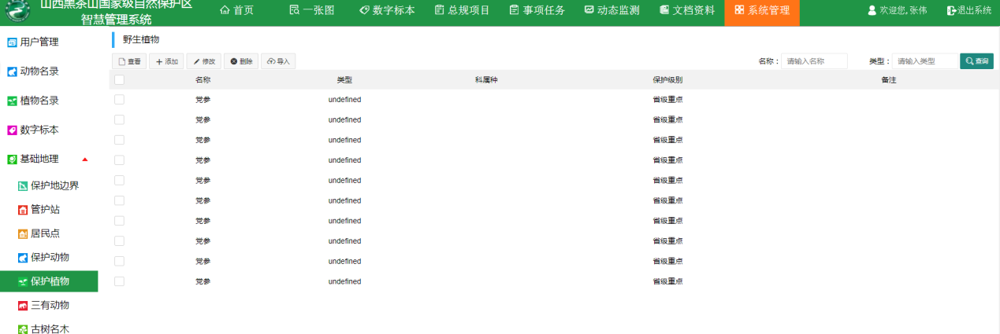 山西黑茶山国家级自然保护区
智慧管理系统
首页 一张图 数字标本 总规项目 事项任务 动态监测 文档资料 系统管理 欢迎您, 张伟 退出系统
用户管理
动物名录
植物名录
数字标本
基础地理
保护地边界
管护站
居民点
保护动物
保护植物
三有动物
古树名木
野生植物
查看 添加 修改 删除 导入 名称： 请输入名称 类型： 请输入类型 查询
名称 类型 科属种 保护级别 备注
党参 undefined 省级重点
党参 undefined 省级重点
党参 undefined 省级重点
党参 undefined 省级重点
党参 undefined 省级重点
党参 undefined 省级重点
党参 undefined 省级重点
党参 undefined 省级重点
党参 undefined 省级重点
党参 undefined 省级重点